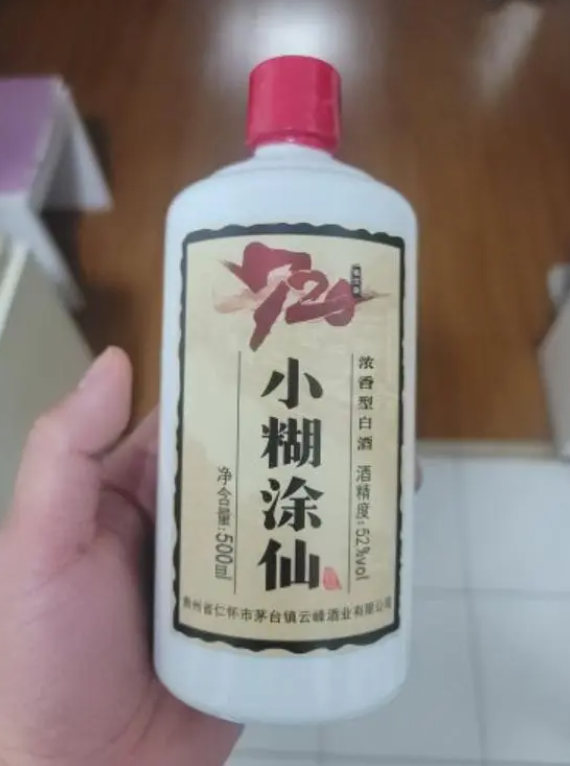 小糊涂仙
浓香型白酒 酒精度:52%vol
净含量:500ml
贵州省仁怀市茅台镇云峰酒业有限公司